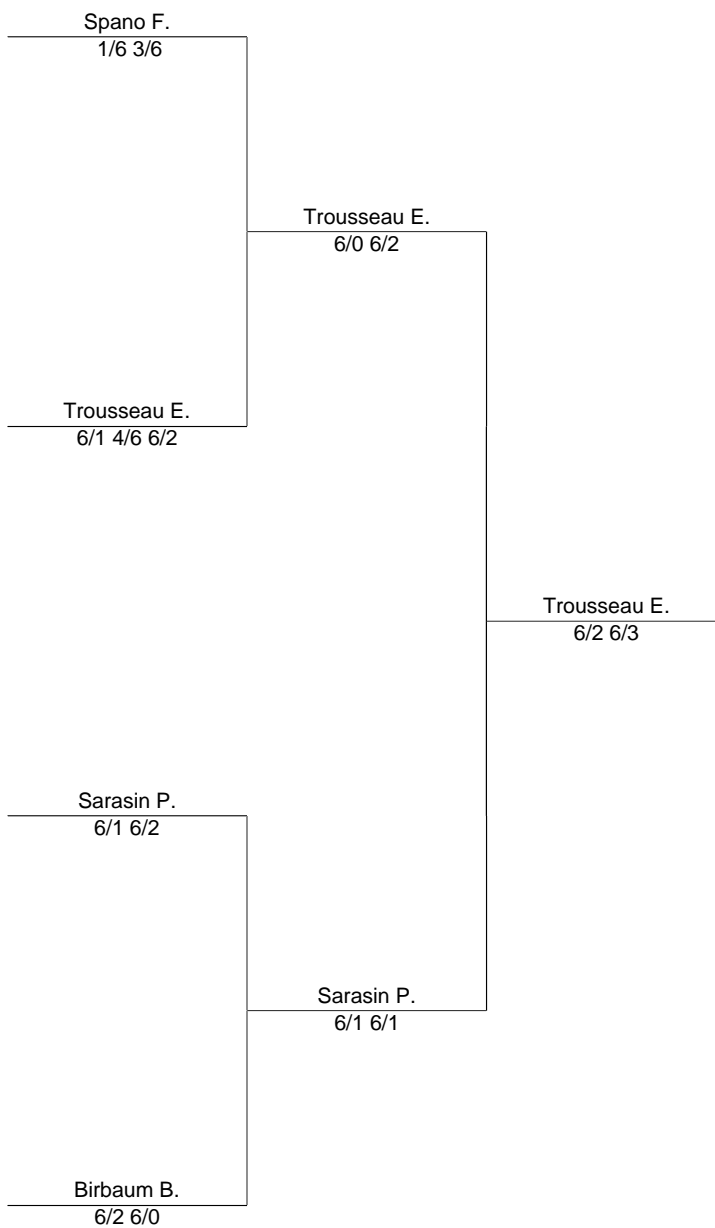 Spano F.
1/6 3/6
Trousseau E.
6/0 6/2
Trousseau E.
6/1 4/6 6/2
Trousseau E.
6/2 6/3
Sarasin P.
6/1 6/2
Sarasin P.
6/1 6/1
Birbaum B.
6/2 6/0